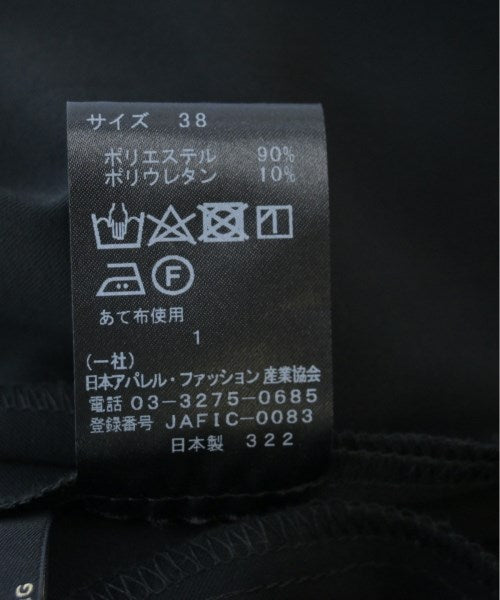 サイズ 38
ポリエステル 90%
ポリウレタン 10%
F
あて布使用
1
(一社)
日本アパレル・ファッション産業協会
電話 03-3275-0685
登録番号 JAFIC-0083
日本製 322